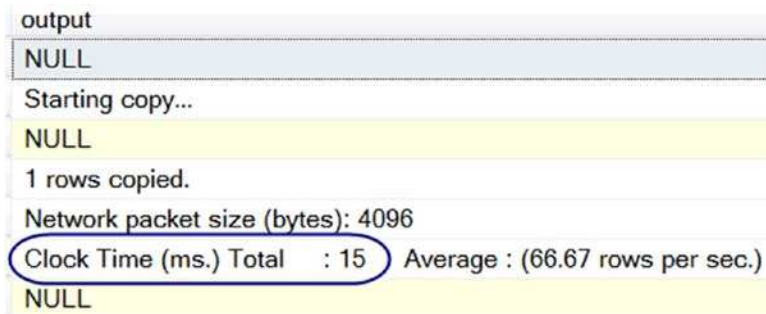 output
NULL
Starting copy...
NULL
1 rows copied.
Network packet size (bytes): 4096
Clock Time (ms.) Total : 15 Average : (66.67 rows per sec.)
NULL